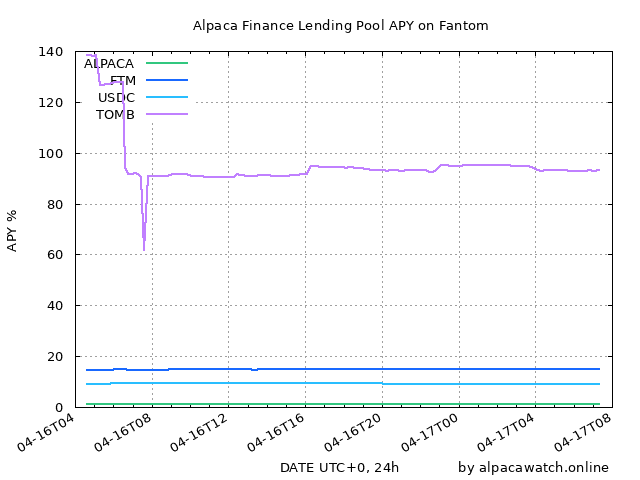 Alpaca Finance Lending Pool APY on Fantom
140
120
100
80
60
40
20
0
APY %
ALPACA
FTM
USDC
TOMB
04-16T04
04-16T08
04-16T12
04-16T16
04-16T20
04-17T00
04-17T04
04-17T08
DATE UTC+0, 24h
by alpacawatch.online